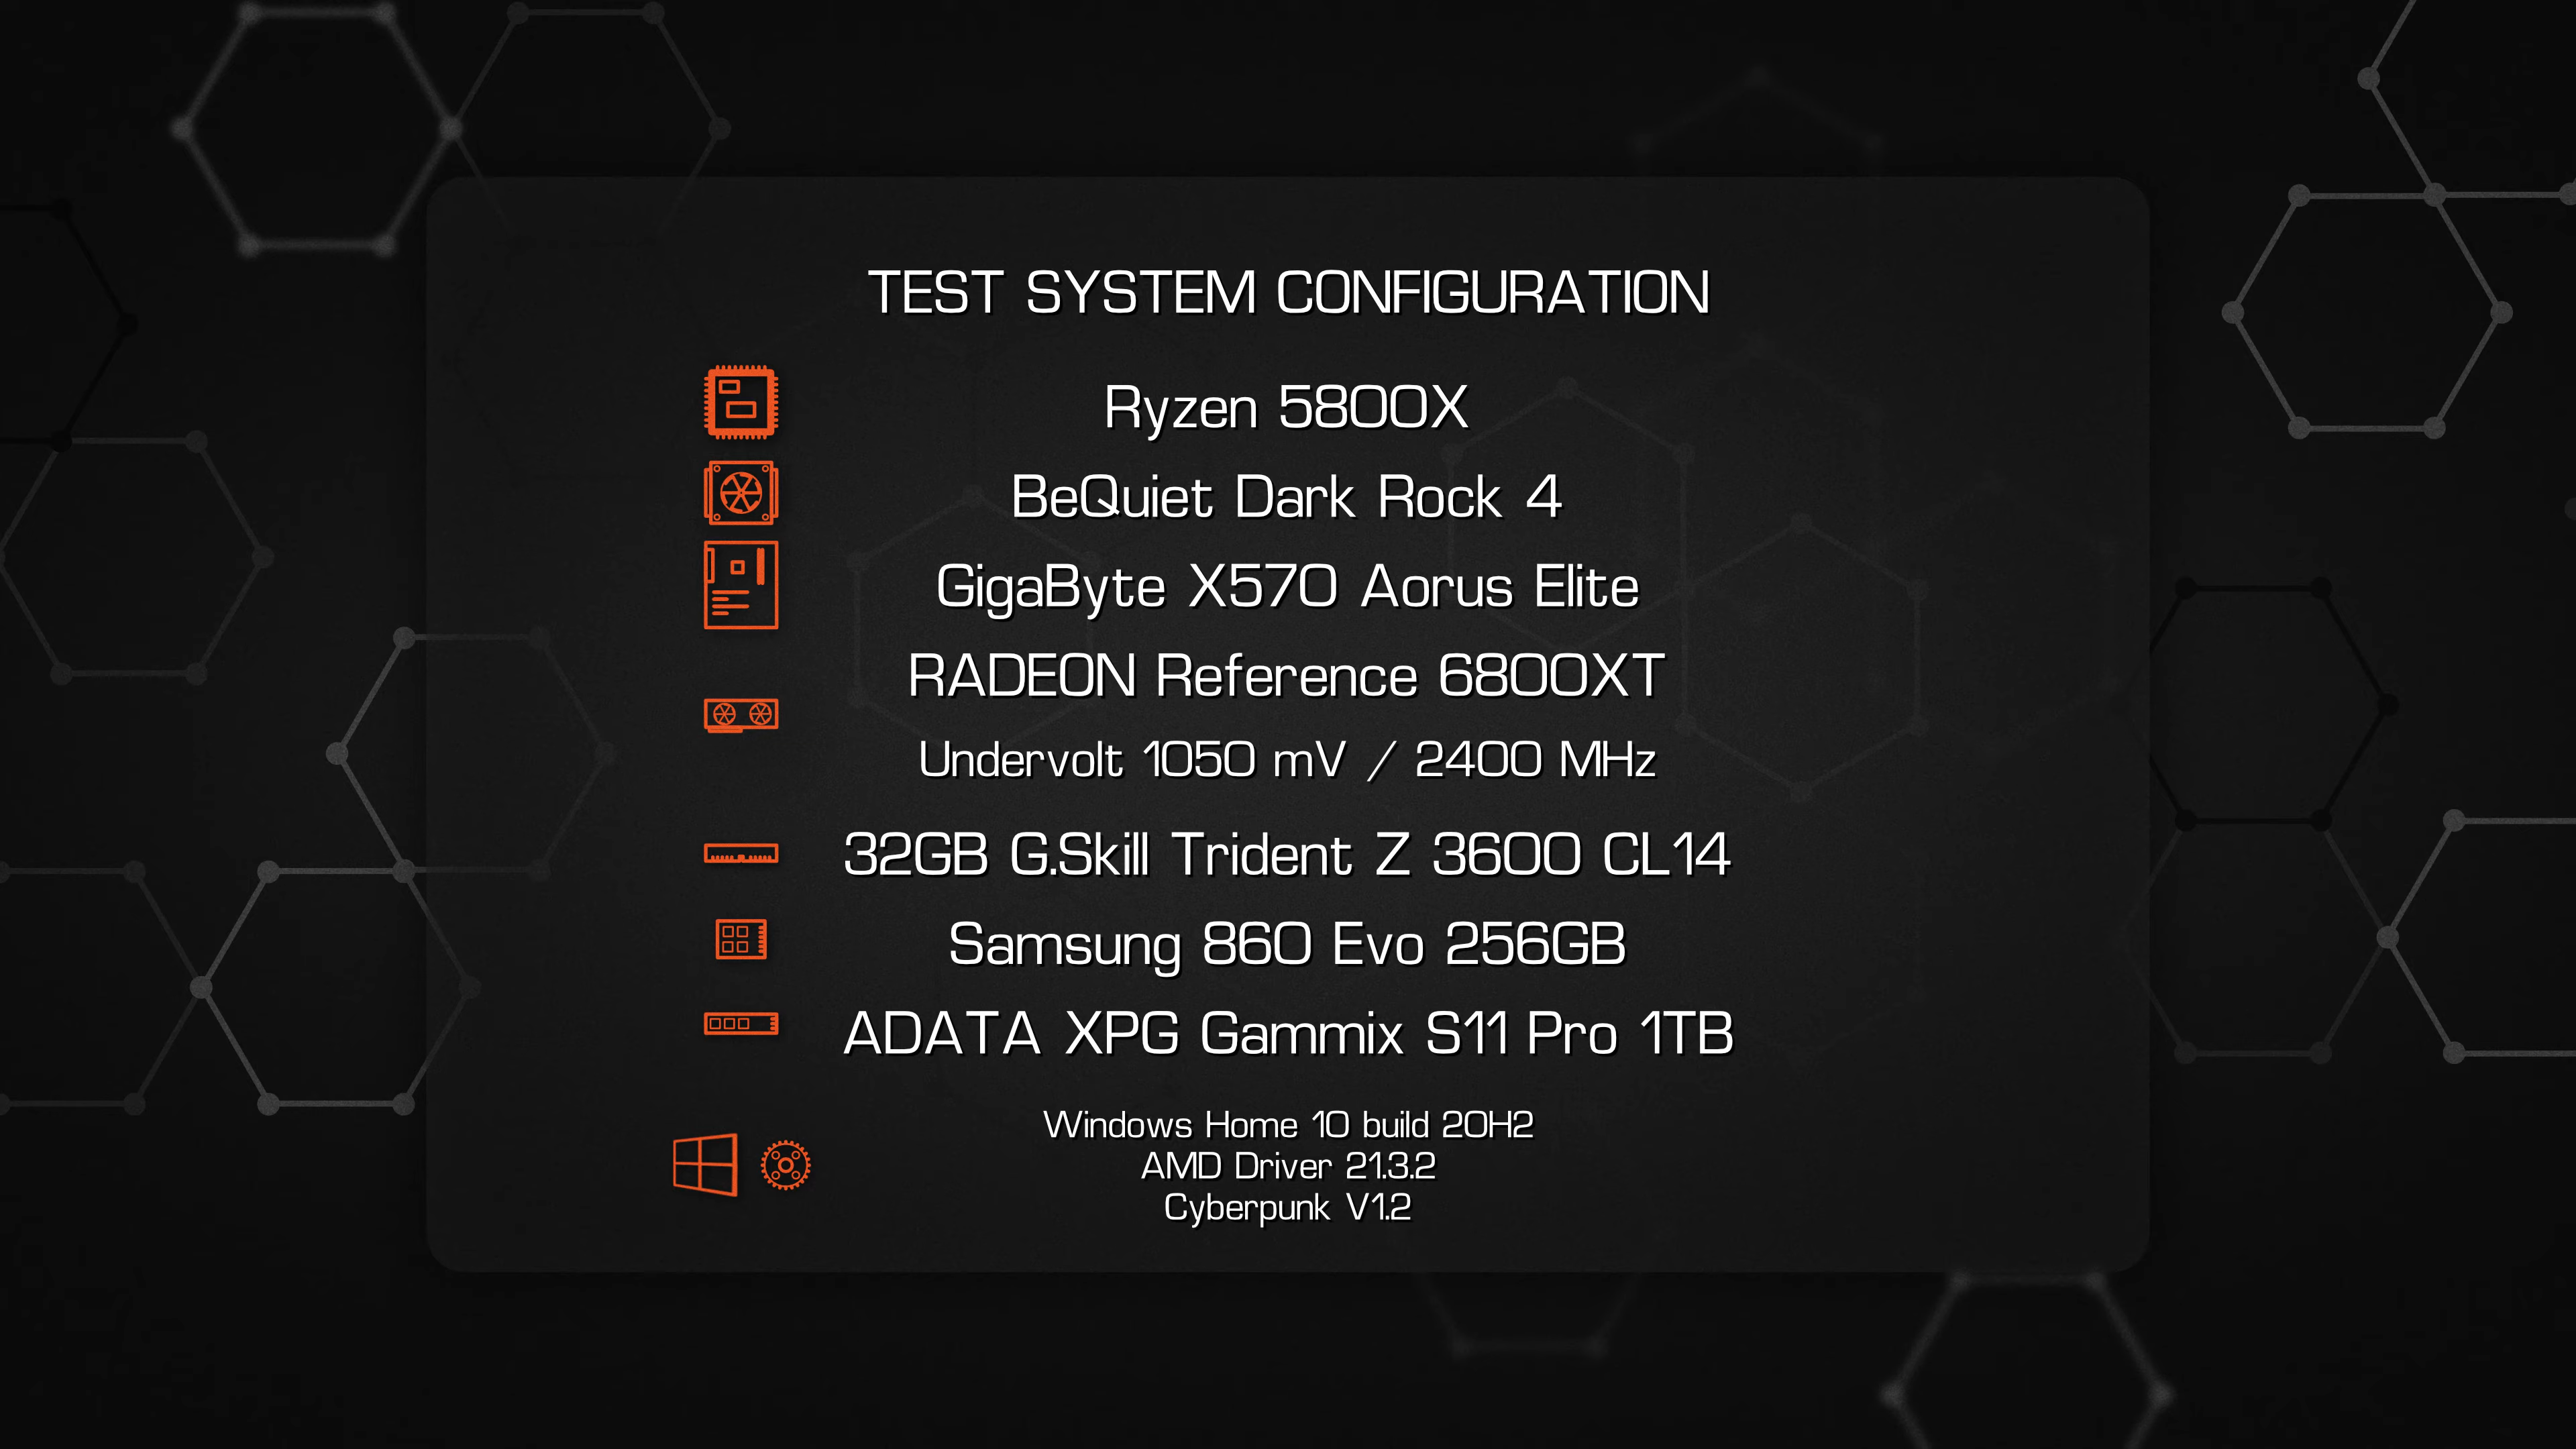 TEST SYSTEM CONFIGURATION
Ryzen 5800X
BeQuiet Dark Rock 4
GigaByte X570 Aorus Elite
RADEON Reference 6800XT
Undervolt 1050 mV / 2400 MHz
32GB G.Skill Trident Z 3600 CL14
Samsung 860 Evo 256GB
ADATA XPG Gammix S11 Pro 1TB
Windows Home 10 build 20H2
AMD Driver 21.3.2
Cyberpunk V1.2